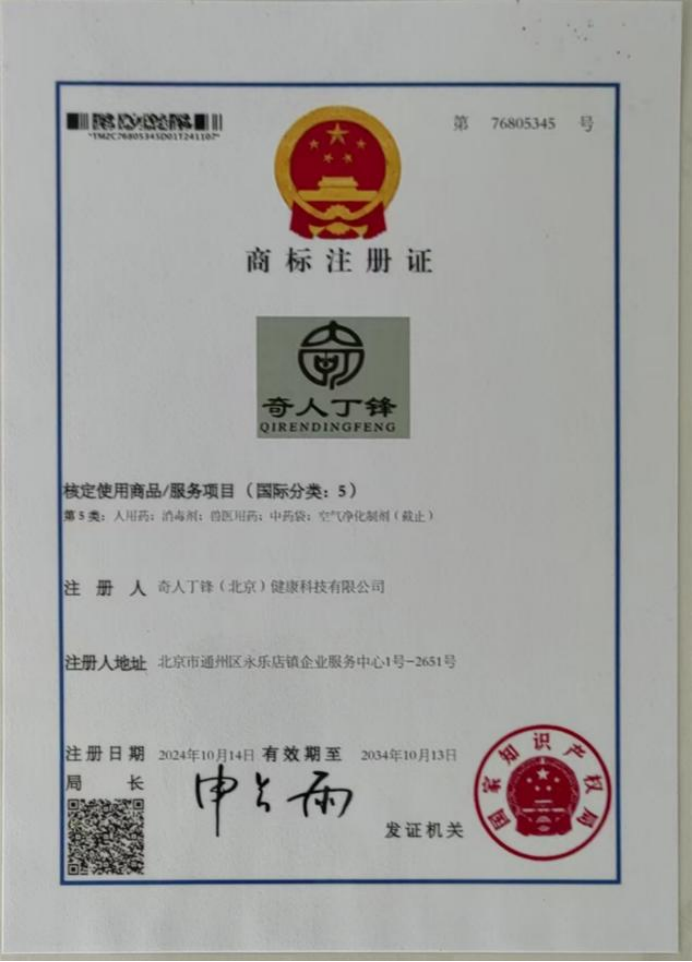 第 76805345 号
*TMZC76805345D01T241107*
商标注册证
奇人丁锋
QIRENDINGFENG
核定使用商品/服务项目（国际分类：5）
第5类：人用药；消毒剂；兽医用药；中药袋；空气净化制剂（截止）
注册人 奇人丁锋（北京）健康科技有限公司
注册人地址 北京市通州区永乐店镇企业服务中心1号-2651号
注册日期 2024年10月14日 有效期至 2034年10月13日
局长 申长雨
发证机关
国家知识产权局